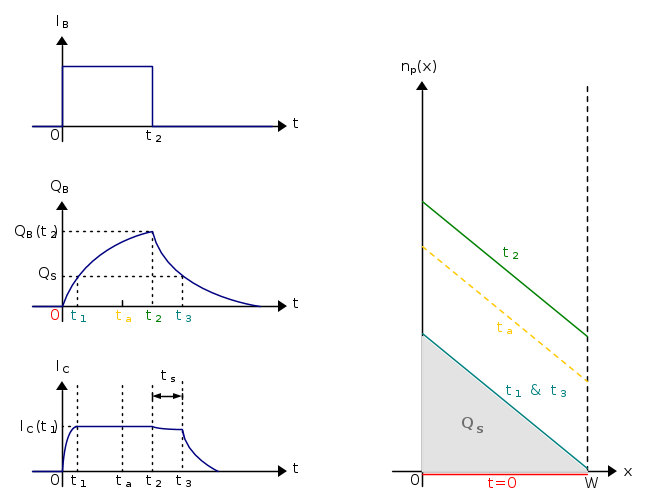 I_B
t
0
t_2
Q_B
Q_B(t_2)
Q_S
t
0
t_1
t_a
t_2
t_3
I_C
t_s
I_C(t_1)
t
0
t_1
t_a
t_2
t_3
n_p(x)
t_2
t_a
t_1 & t_3
Q_s
0
t=0
W
x